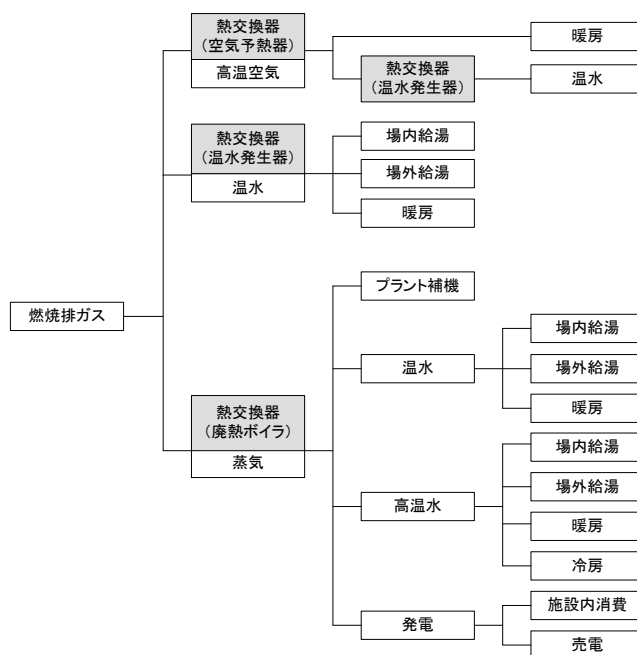 熱交換器
(空気予熱器)
高温空気
暖房
熱交換器
(温水発生器)
温水
熱交換器
(温水発生器)
温水
場内給湯
場外給湯
暖房
燃焼排ガス
熱交換器
(廃熱ボイラ)
蒸気
プラント補機
温水
場内給湯
場外給湯
暖房
高温水
場内給湯
場外給湯
暖房
冷房
発電
施設内消費
売電